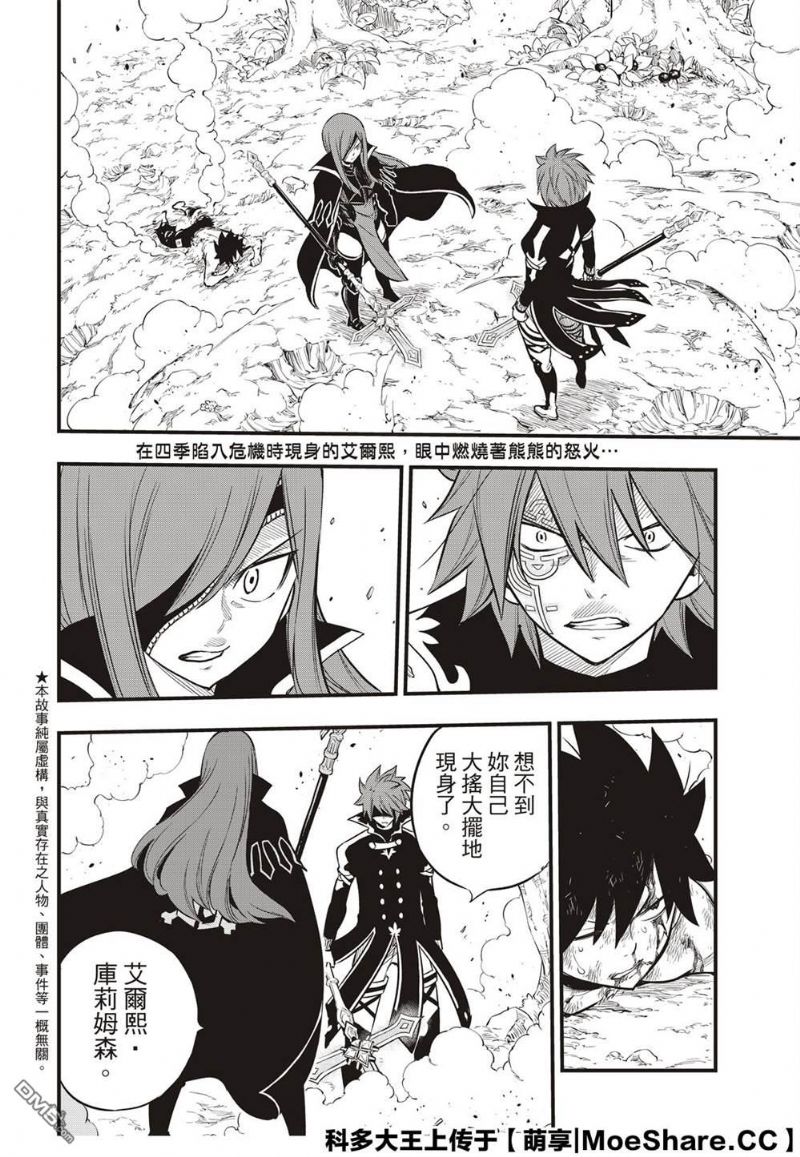 在四季陷入危機時現身的艾爾熙，眼中燃燒著熊熊的怒火…
想不到
妳自己
大搖大擺地
現身了。
艾爾熙·
庫莉姆森。
★本故事純屬虛構，與真實存在之人物、團體、事件等一概無關。
DM5
科多大王上传于【萌享|MoeShare.CC】